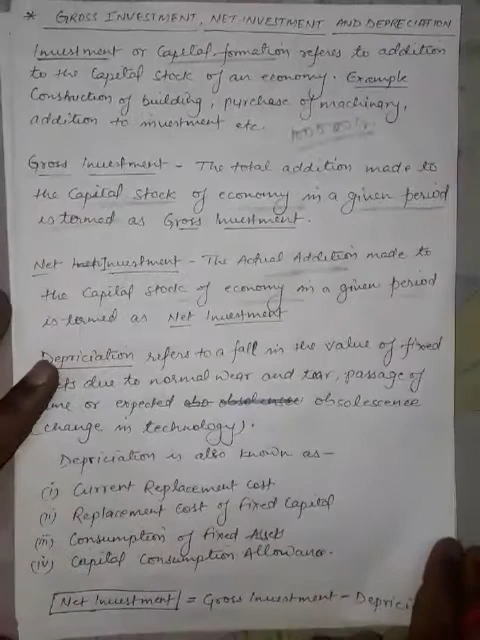 * GROSS INVESTMENT, NET INVESTMENT AND DEPRECIATION
Investment or Capital formation refers to addition
to the Capital Stock of an economy. Example
Construction of building, purchase of machinery,
addition to investment etc.
Gross Investment - The total addition made to
the Capital Stock of economy in a given period
is termed as Gross Investment.
Net Investment - The Actual Addition made to
the Capital stock of economy in a given period
is termed as Net Investment
Depriciation refers to a fall in the value of fixed
ts due to normal wear and tear, passage of
me or expected obsolescence
(change in technology).
Depriciation is also known as -
(i) Current Replacement Cost
(ii) Replacement Cost of Fixed Capital
(iii) Consumption of Fixed Assets
(iv) Capital Consumption Allowance.
Net Investment = Gross Investment - Deprici